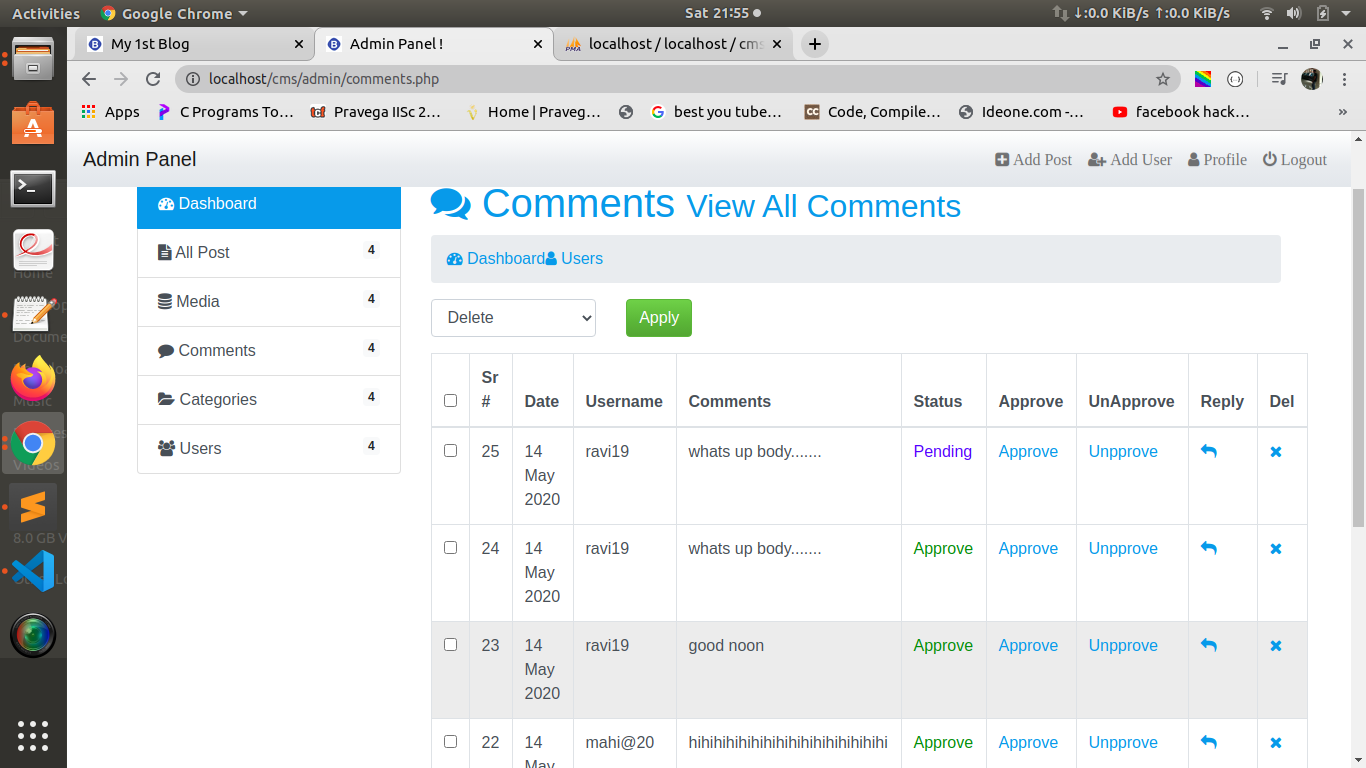 Activities Google Chrome Sat 21:55 ↓:0.0 KiB/s ↑:0.0 KiB/s
My 1st Blog Admin Panel ! localhost / localhost / cms
localhost/cms/admin/comments.php
Apps C Programs To… Pravega IISc 2… Home | Praveg… best you tube… Code, Compile… Ideone.com -… facebook hack… »
Admin Panel Add Post Add User Profile Logout
Dashboard
All Post 4
Media 4
Comments 4
Categories 4
Users 4
Comments View All Comments
Dashboard Users
Delete Apply
Sr # Date Username Comments Status Approve UnApprove Reply Del
25 14 May 2020 ravi19 whats up body....... Pending Approve Unpprove
24 14 May 2020 ravi19 whats up body....... Approve Approve Unpprove
23 14 May 2020 ravi19 good noon Approve Approve Unpprove
22 14 May mahi@20 hihihihihihihihihihihihihihihihi Approve Approve Unpprove
Home
Docume
Music
Videos
8.0 GB V